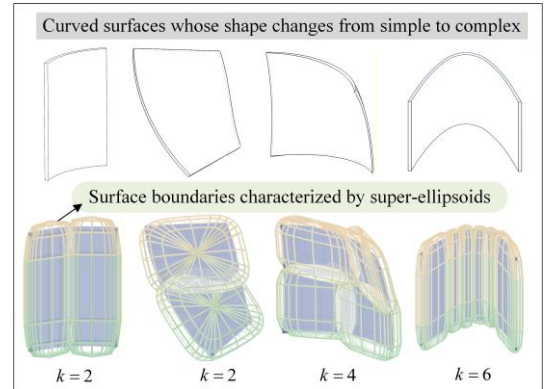 Curved surfaces whose shape changes from simple to complex
Surface boundaries characterized by super-ellipsoids
k = 2
k = 2
k = 4
k = 6